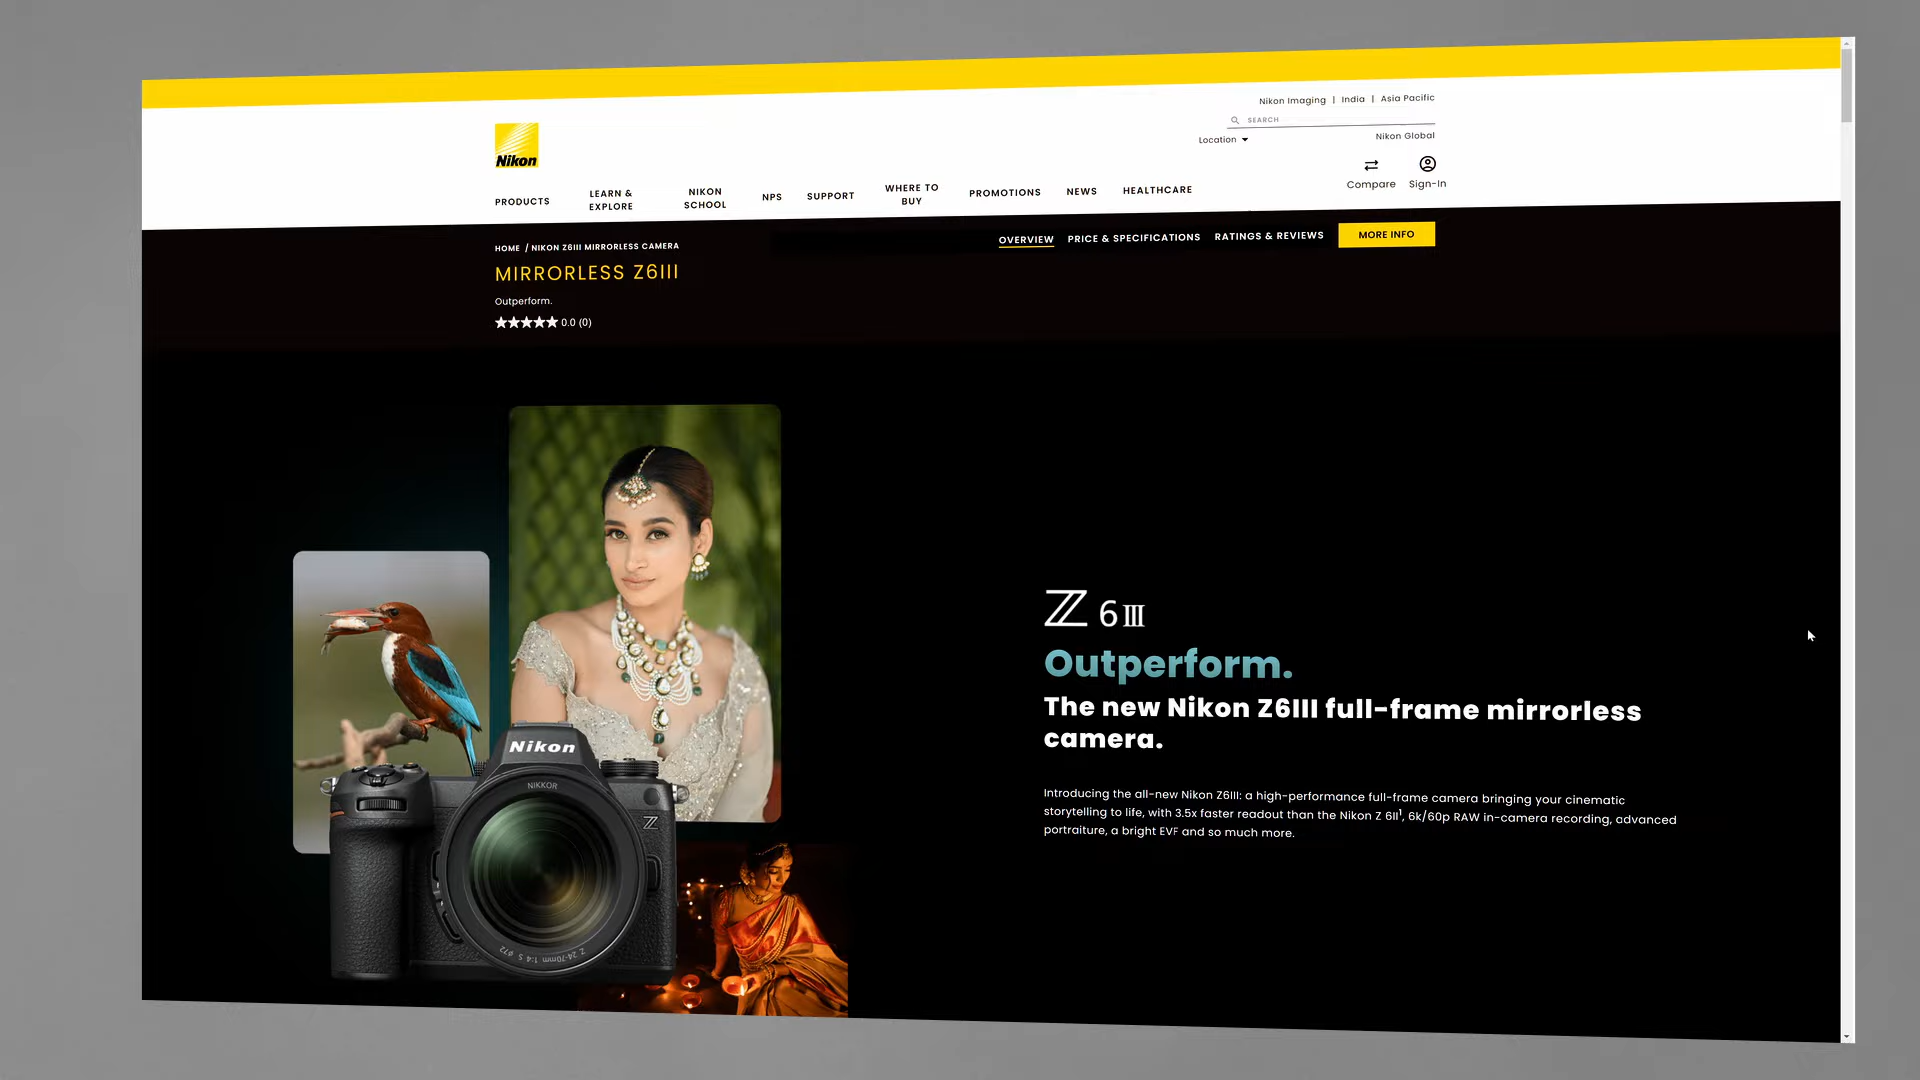 Nikon Imaging | India | Asia Pacific
SEARCH
Location
Nikon Global
Nikon
Compare
Sign-In
PRODUCTS
LEARN &
EXPLORE
NIKON
SCHOOL
NPS
SUPPORT
WHERE TO
BUY
PROMOTIONS
NEWS
HEALTHCARE
HOME / NIKON Z6III MIRRORLESS CAMERA
OVERVIEW
PRICE & SPECIFICATIONS
RATINGS & REVIEWS
MORE INFO
MIRRORLESS Z6III
Outperform.
0.0 (0)
Z 6III
Outperform.
The new Nikon Z6III full-frame mirrorless
camera.
Introducing the all-new Nikon Z6III: a high-performance full-frame camera bringing your cinematic
storytelling to life, with 3.5x faster readout than the Nikon Z 6II¹, 6k/60p RAW in-camera recording, advanced
portraiture, a bright EVF and so much more.
Nikon
NIKKOR
Z
Z 24-70mm 1:4 S ø72